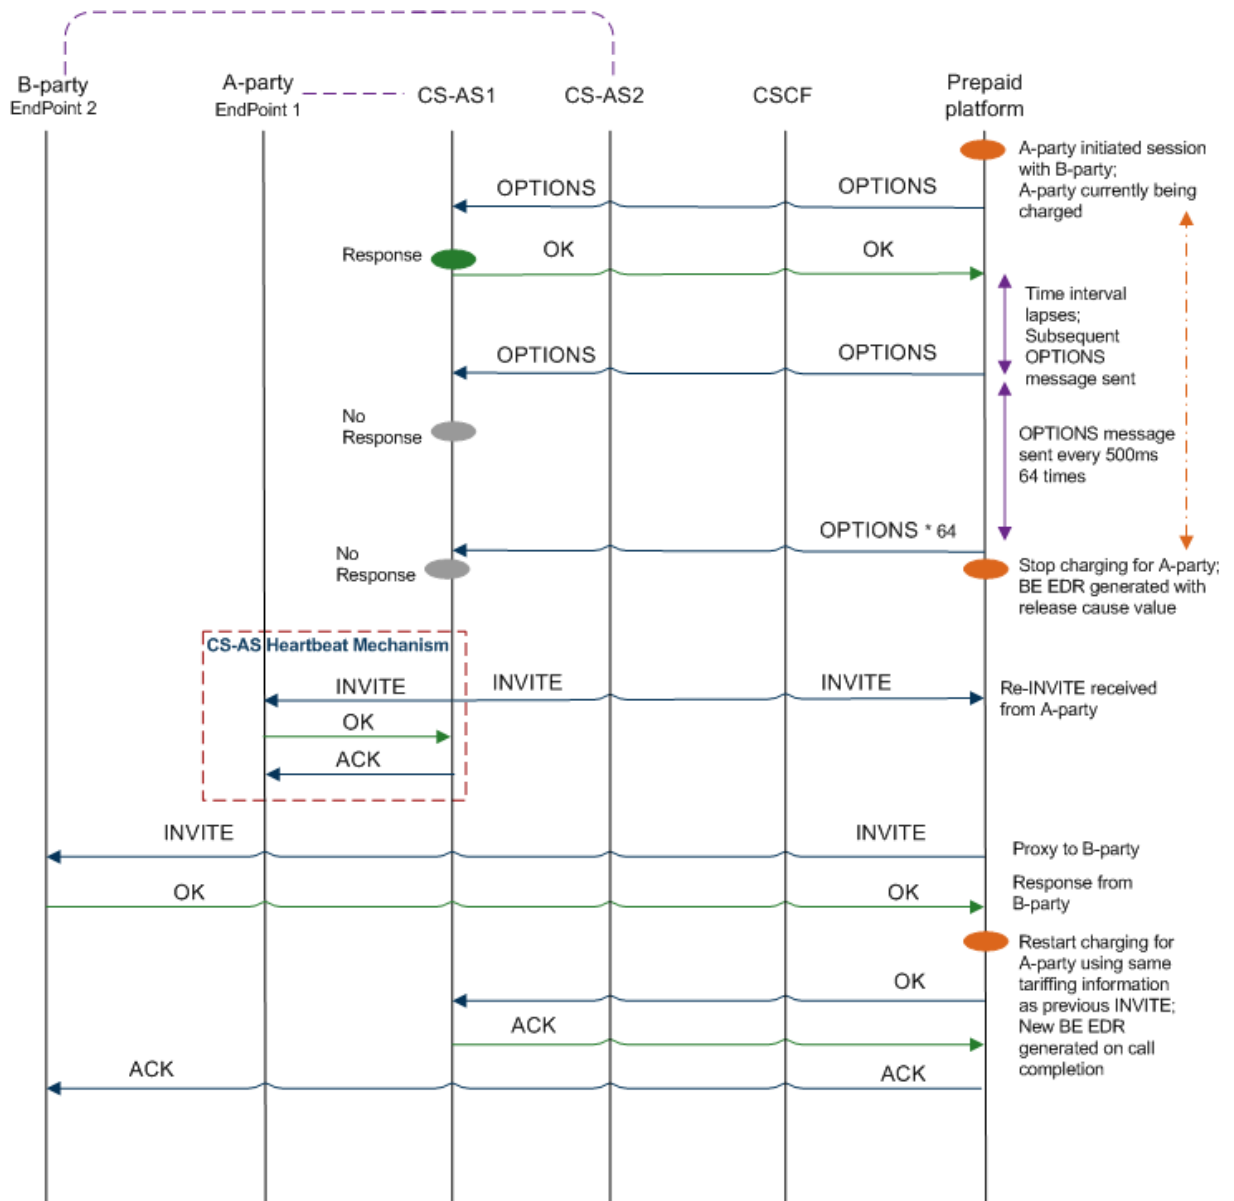 B-party
EndPoint 2
A-party
EndPoint 1
CS-AS1
CS-AS2
CSCF
Prepaid
platform
A-party initiated session
with B-party;
A-party currently being
charged
OPTIONS
OPTIONS
Response
OK
OK
Time interval
lapses;
Subsequent
OPTIONS
message sent
OPTIONS
OPTIONS
No
Response
OPTIONS message
sent every 500ms
64 times
OPTIONS * 64
No
Response
Stop charging for A-party;
BE EDR generated with
release cause value
CS-AS Heartbeat Mechanism
INVITE
INVITE
INVITE
Re-INVITE received
from A-party
OK
ACK
INVITE
INVITE
Proxy to B-party
OK
OK
Response from
B-party
Restart charging for
A-party using same
tariffing information
as previous INVITE;
New BE EDR
generated on call
completion
OK
ACK
ACK
ACK